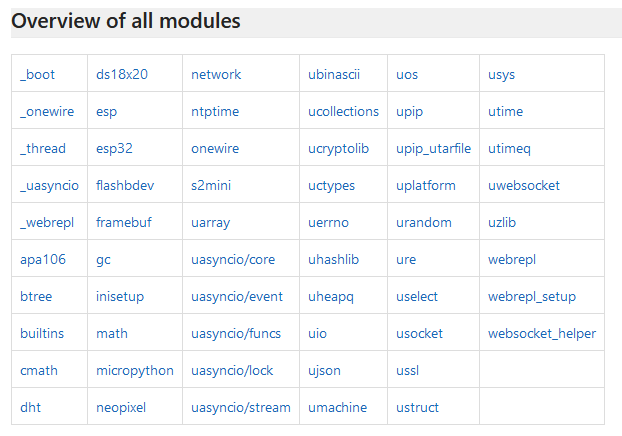 Overview of all modules
_boot ds18x20 network ubinascii uos usys
_onewire esp ntptime ucollections upip utime
_thread esp32 onewire ucryptolib upip_utarfile utimeq
_uasyncio flashbdev s2mini uctypes uplatform uwebsocket
_webrepl framebuf uarray uerrno urandom uzlib
apa106 gc uasyncio/core uhashlib ure webrepl
btree inisetup uasyncio/event uheapq uselect webrepl_setup
builtins math uasyncio/funcs uio usocket websocket_helper
cmath micropython uasyncio/lock ujson ussl
dht neopixel uasyncio/stream umachine ustruct